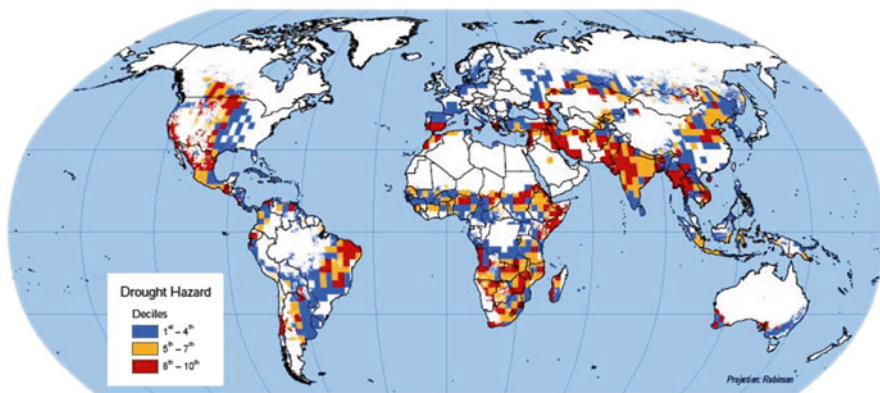 Drought Hazard
Deciles
1st – 4th
5th – 7th
8th – 10th
Projection: Robinson